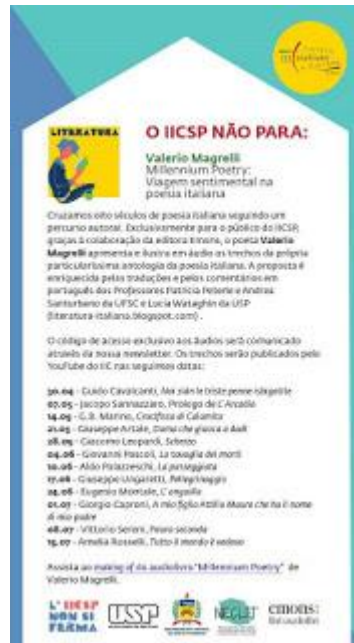 LITERATURA
O IICSP NÃO PARA:
Valerio Magrelli
Millennium Poetry:
Viagem sentimental na
poesia italiana
Cruzamos oito séculos de poesia italiana seguindo um
percurso autoral. Exclusivamente para o público do IICSP,
graças à colaboração da editora Emons, o poeta Valerio
Magrelli apresenta e ilustra em áudio os trechos da própria
particularíssima antologia da poesia italiana. A proposta é
enriquecida pelas traduções e pelos comentários em
português dos Professores Patricia Peterle e Andrea
Santurbano da UFSC e Lucia Wataghin da USP
(literatura-italiana.blogspot.com).
O código de acesso exclusivo aos áudios será comunicado
através da nossa newsletter. Os trechos serão publicados pelo
YouTube do IIC nas seguimes datas:
30.04 - Guido Cavalcanti, Noi siàn le triste penne isbigotite
07.05 - Jacopo Sannazzaro, Prologo de L'Arcadia
14.05 - G.B. Marino, Crocifisso di Calamita
21.05 - Giuseppe Artale, Dama che giuoca a dadi
28.05 - Giacomo Leopardi, Scherzo
04.06 - Giovanni Pascoli, La tovaglia dei morti
10.06 - Aldo Palazzeschi, La passeggiata
17.06 - Giuseppe Ungaretti, Pellegrinaggio
24.06 - Eugenio Montale, L'anguilla
01.07 - Giorgio Caproni, A mio figlio Attilio Mauro che ha il nome
di mio padre
08.07 - Vittorio Sereni, Paura seconda
15.07 - Amelia Rosselli, Tutto il mondo è vedovo
Assista ao making of do audiolivro "Millennium Poetry" de
Valerio Magrelli.
L' IICSP
NON SI
FERMA
USP
NECLIT
emons: